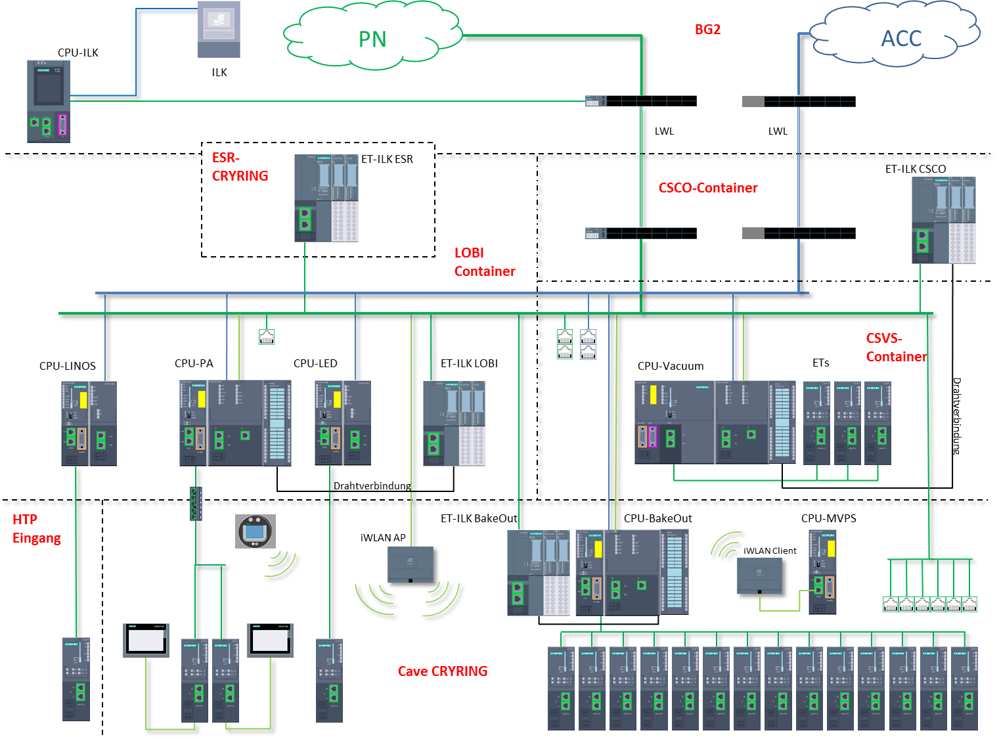 BG2
PN
ACC
CPU-ILK
ILK
LWL
LWL
ESR-
CRYRING
ET-ILK ESR
ET-ILK CSCO
CSCO-Container
LOBI
Container
CSVS-
Container
CPU-LINOS
CPU-PA
CPU-LED
ET-ILK LOBI
CPU-Vacuum
ETs
Drahtverbindung
Drahtverbindung
HTP
Eingang
iWLAN AP
ET-ILK BakeOut
CPU-BakeOut
CPU-MVPS
iWLAN Client
Cave CRYRING